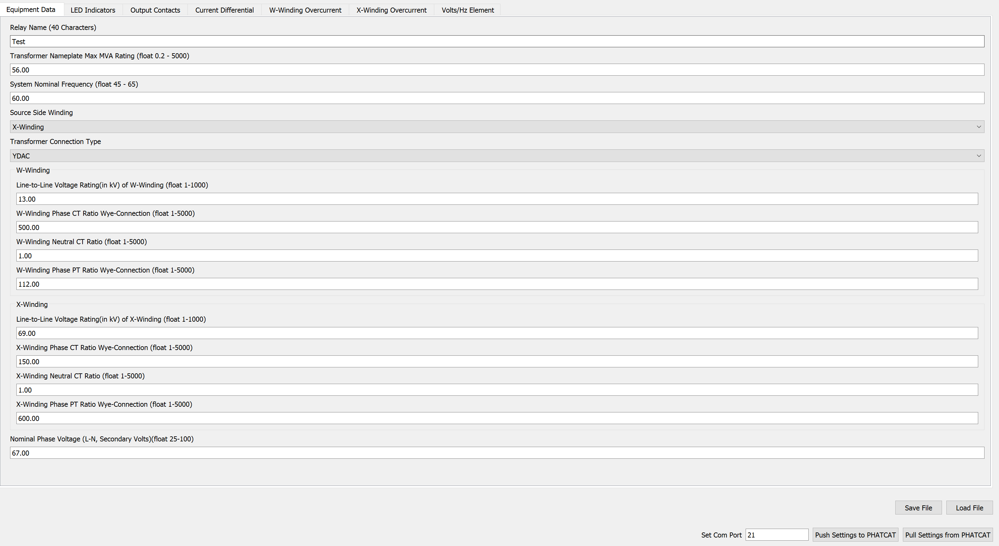 Equipment Data LED Indicators Output Contacts Current Differential W-Winding Overcurrent X-Winding Overcurrent Volts/Hz Element
Relay Name (40 Characters)
Test
Transformer Nameplate Max MVA Rating (float 0.2 - 5000)
56.00
System Nominal Frequency (float 45 - 65)
60.00
Source Side Winding
X-Winding
Transformer Connection Type
YDAC
W-Winding
Line-to-Line Voltage Rating(in kV) of W-Winding (float 1-1000)
13.00
W-Winding Phase CT Ratio Wye-Connection (float 1-5000)
500.00
W-Winding Neutral CT Ratio (float 1-5000)
1.00
W-Winding Phase PT Ratio Wye-Connection (float 1-5000)
112.00
X-Winding
Line-to-Line Voltage Rating(in kV) of X-Winding (float 1-1000)
69.00
X-Winding Phase CT Ratio Wye-Connection (float 1-5000)
150.00
X-Winding Neutral CT Ratio (float 1-5000)
1.00
X-Winding Phase PT Ratio Wye-Connection (float 1-5000)
600.00
Nominal Phase Voltage (L-N, Secondary Volts)(float 25-100)
67.00
Save File Load File
Set Com Port 21 Push Settings to PHATCAT Pull Settings from PHATCAT